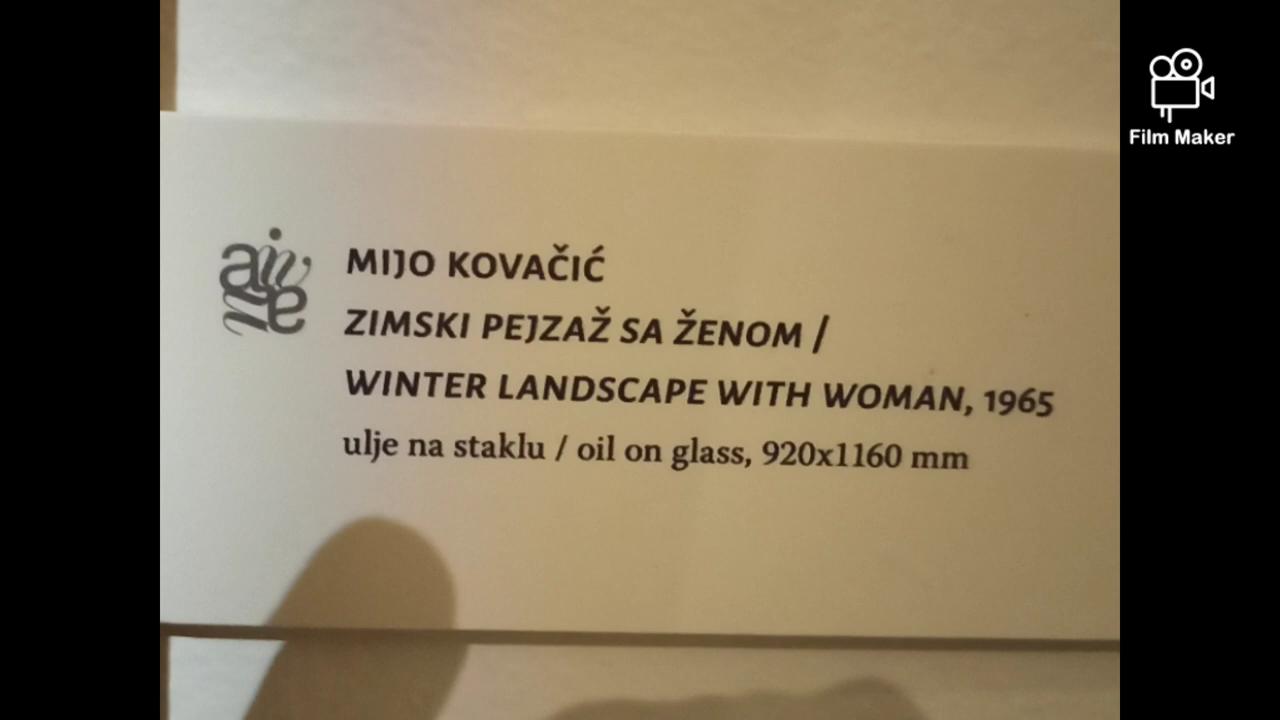 Film Maker
MIJO KOVAČIĆ
ZIMSKI PEJZAŽ SA ŽENOM /
WINTER LANDSCAPE WITH WOMAN, 1965
ulje na staklu / oil on glass, 920x1160 mm